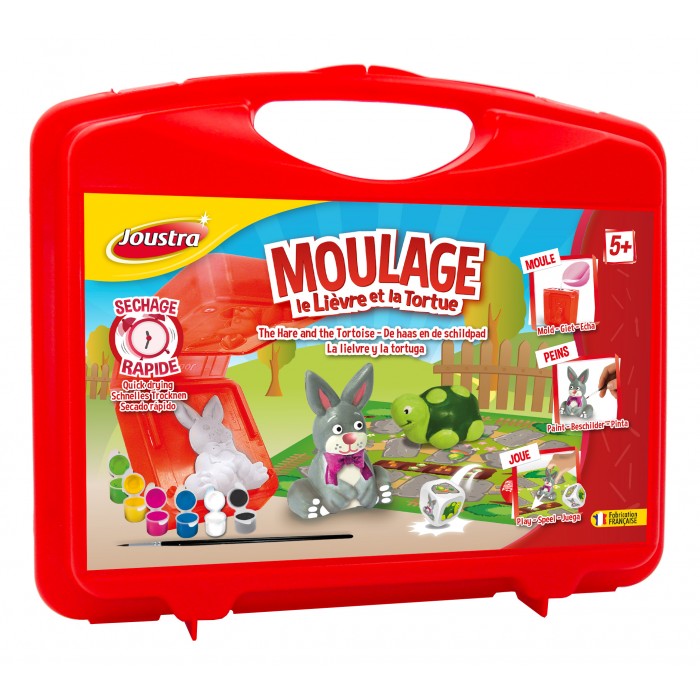 Joustra
MOULAGE
le Lièvre et la Tortue
The Hare and the Tortoise - De haas en de schildpad
La lielvre y la tortuga
5+
SECHAGE
RAPIDE
Quick drying
Schnelles Trocknen
Secado rápido
MOULE
Mold - Giet - Echa
PEINS
Paint - Beschilder - Pinta
JOUE
Play - Speel - Juega
Fabrication
FRANÇAISE